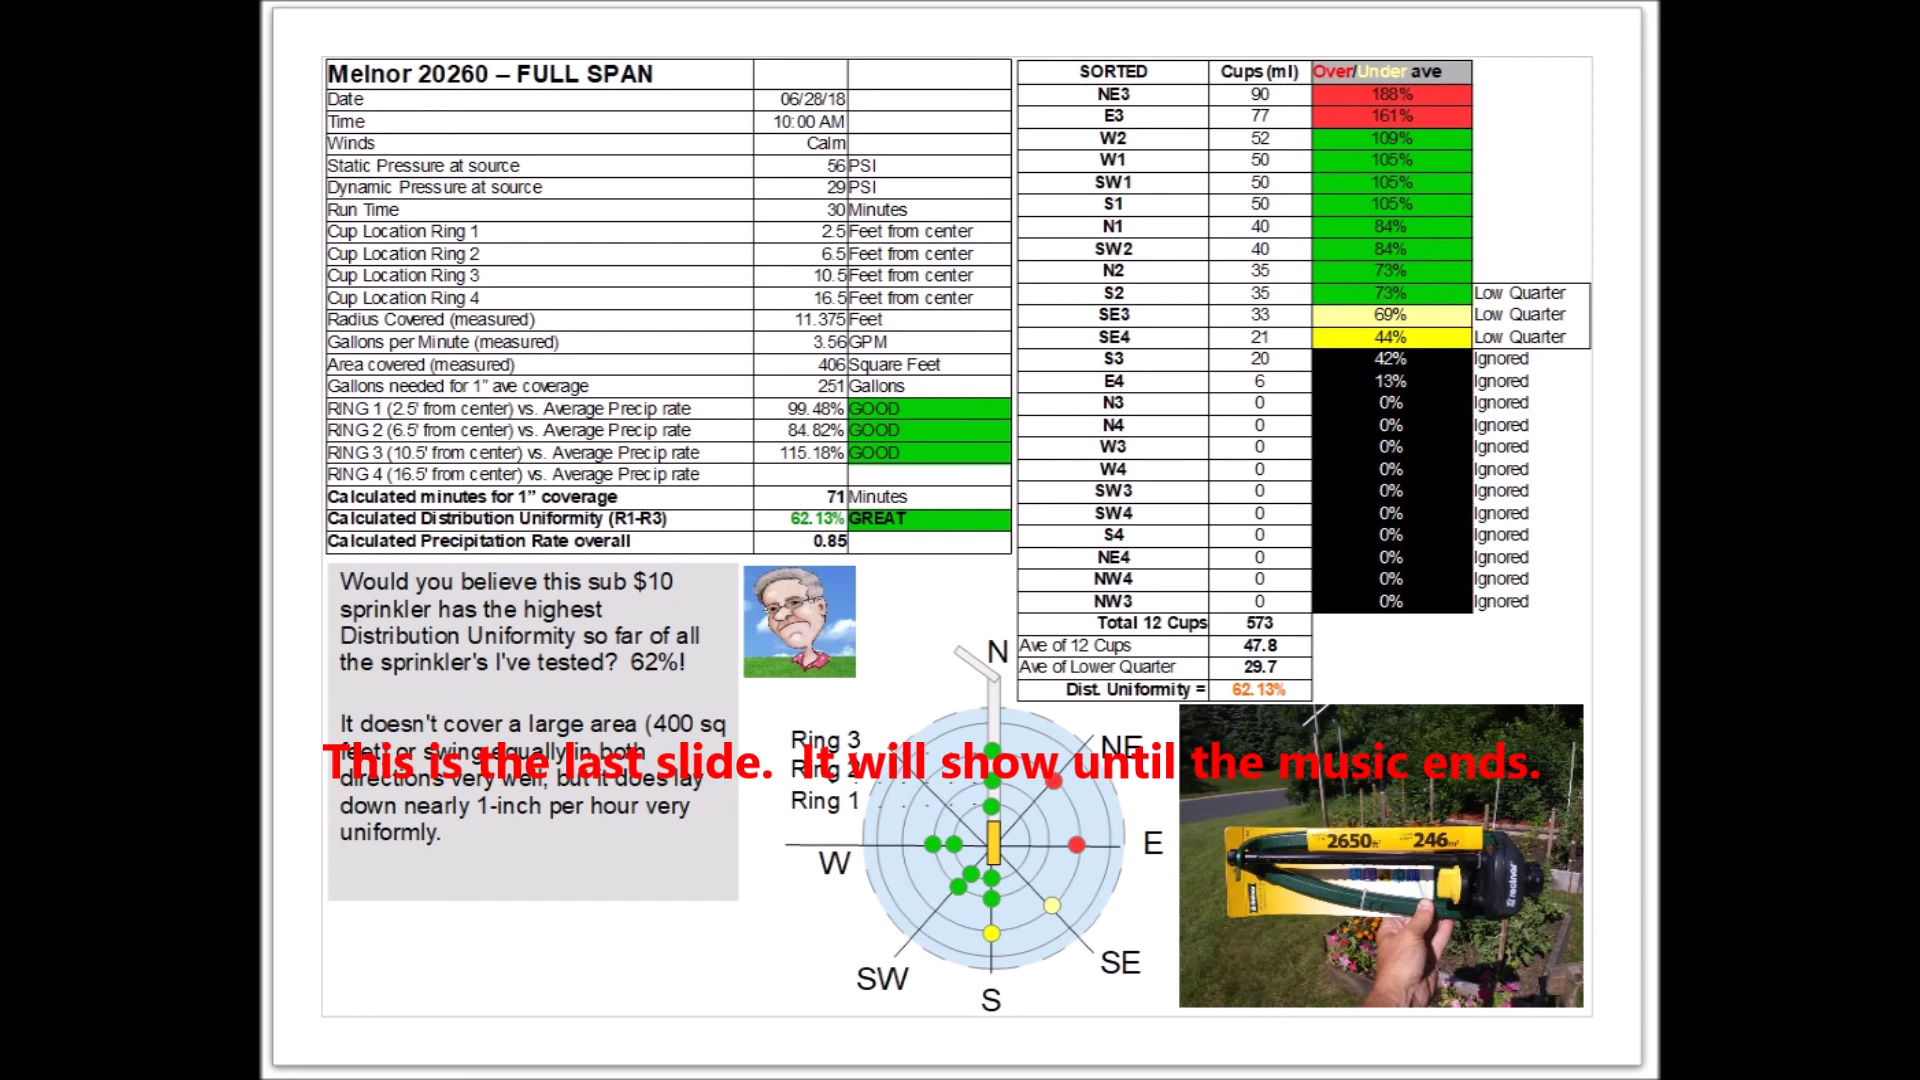 Melnor 20260 – FULL SPAN
Date 06/28/18
Time 10:00 AM
Winds Calm
Static Pressure at source 56 PSI
Dynamic Pressure at source 29 PSI
Run Time 30 Minutes
Cup Location Ring 1 2.5 Feet from center
Cup Location Ring 2 6.5 Feet from center
Cup Location Ring 3 10.5 Feet from center
Cup Location Ring 4 16.5 Feet from center
Radius Covered (measured) 11.375 Feet
Gallons per Minute (measured) 3.56 GPM
Area covered (measured) 406 Square Feet
Gallons needed for 1” ave coverage 251 Gallons
RING 1 (2.5' from center) vs. Average Precip rate 99.48% GOOD
RING 2 (6.5' from center) vs. Average Precip rate 84.82% GOOD
RING 3 (10.5' from center) vs. Average Precip rate 115.18% GOOD
RING 4 (16.5' from center) vs. Average Precip rate
Calculated minutes for 1” coverage 71 Minutes
Calculated Distribution Uniformity (R1-R3) 62.13% GREAT
Calculated Precipitation Rate overall 0.85
SORTED Cups (ml) Over/Under ave
NE3 90 188%
E3 77 161%
W2 52 109%
W1 50 105%
SW1 50 105%
S1 50 105%
N1 40 84%
SW2 40 84%
N2 35 73%
S2 35 73% Low Quarter
SE3 33 69% Low Quarter
SE4 21 44% Low Quarter
S3 20 42% Ignored
E4 6 13% Ignored
N3 0 0% Ignored
N4 0 0% Ignored
W3 0 0% Ignored
W4 0 0% Ignored
SW3 0 0% Ignored
SW4 0 0% Ignored
S4 0 0% Ignored
NE4 0 0% Ignored
NW4 0 0% Ignored
NW3 0 0% Ignored
Total 12 Cups 573
Ave of 12 Cups 47.8
Ave of Lower Quarter 29.7
Dist. Uniformity = 62.13%
Would you believe this sub $10
sprinkler has the highest
Distribution Uniformity so far of all
the sprinkler's I've tested? 62%!
It doesn't cover a large area (400 sq
feet) or swing equally in both
directions very well, but it does lay
down nearly 1-inch per hour very
uniformly.
This is the last slide. It will show until the music ends.
N
NE
E
SE
S
SW
W
Ring 3
Ring 2
Ring 1
2650 246
melnor